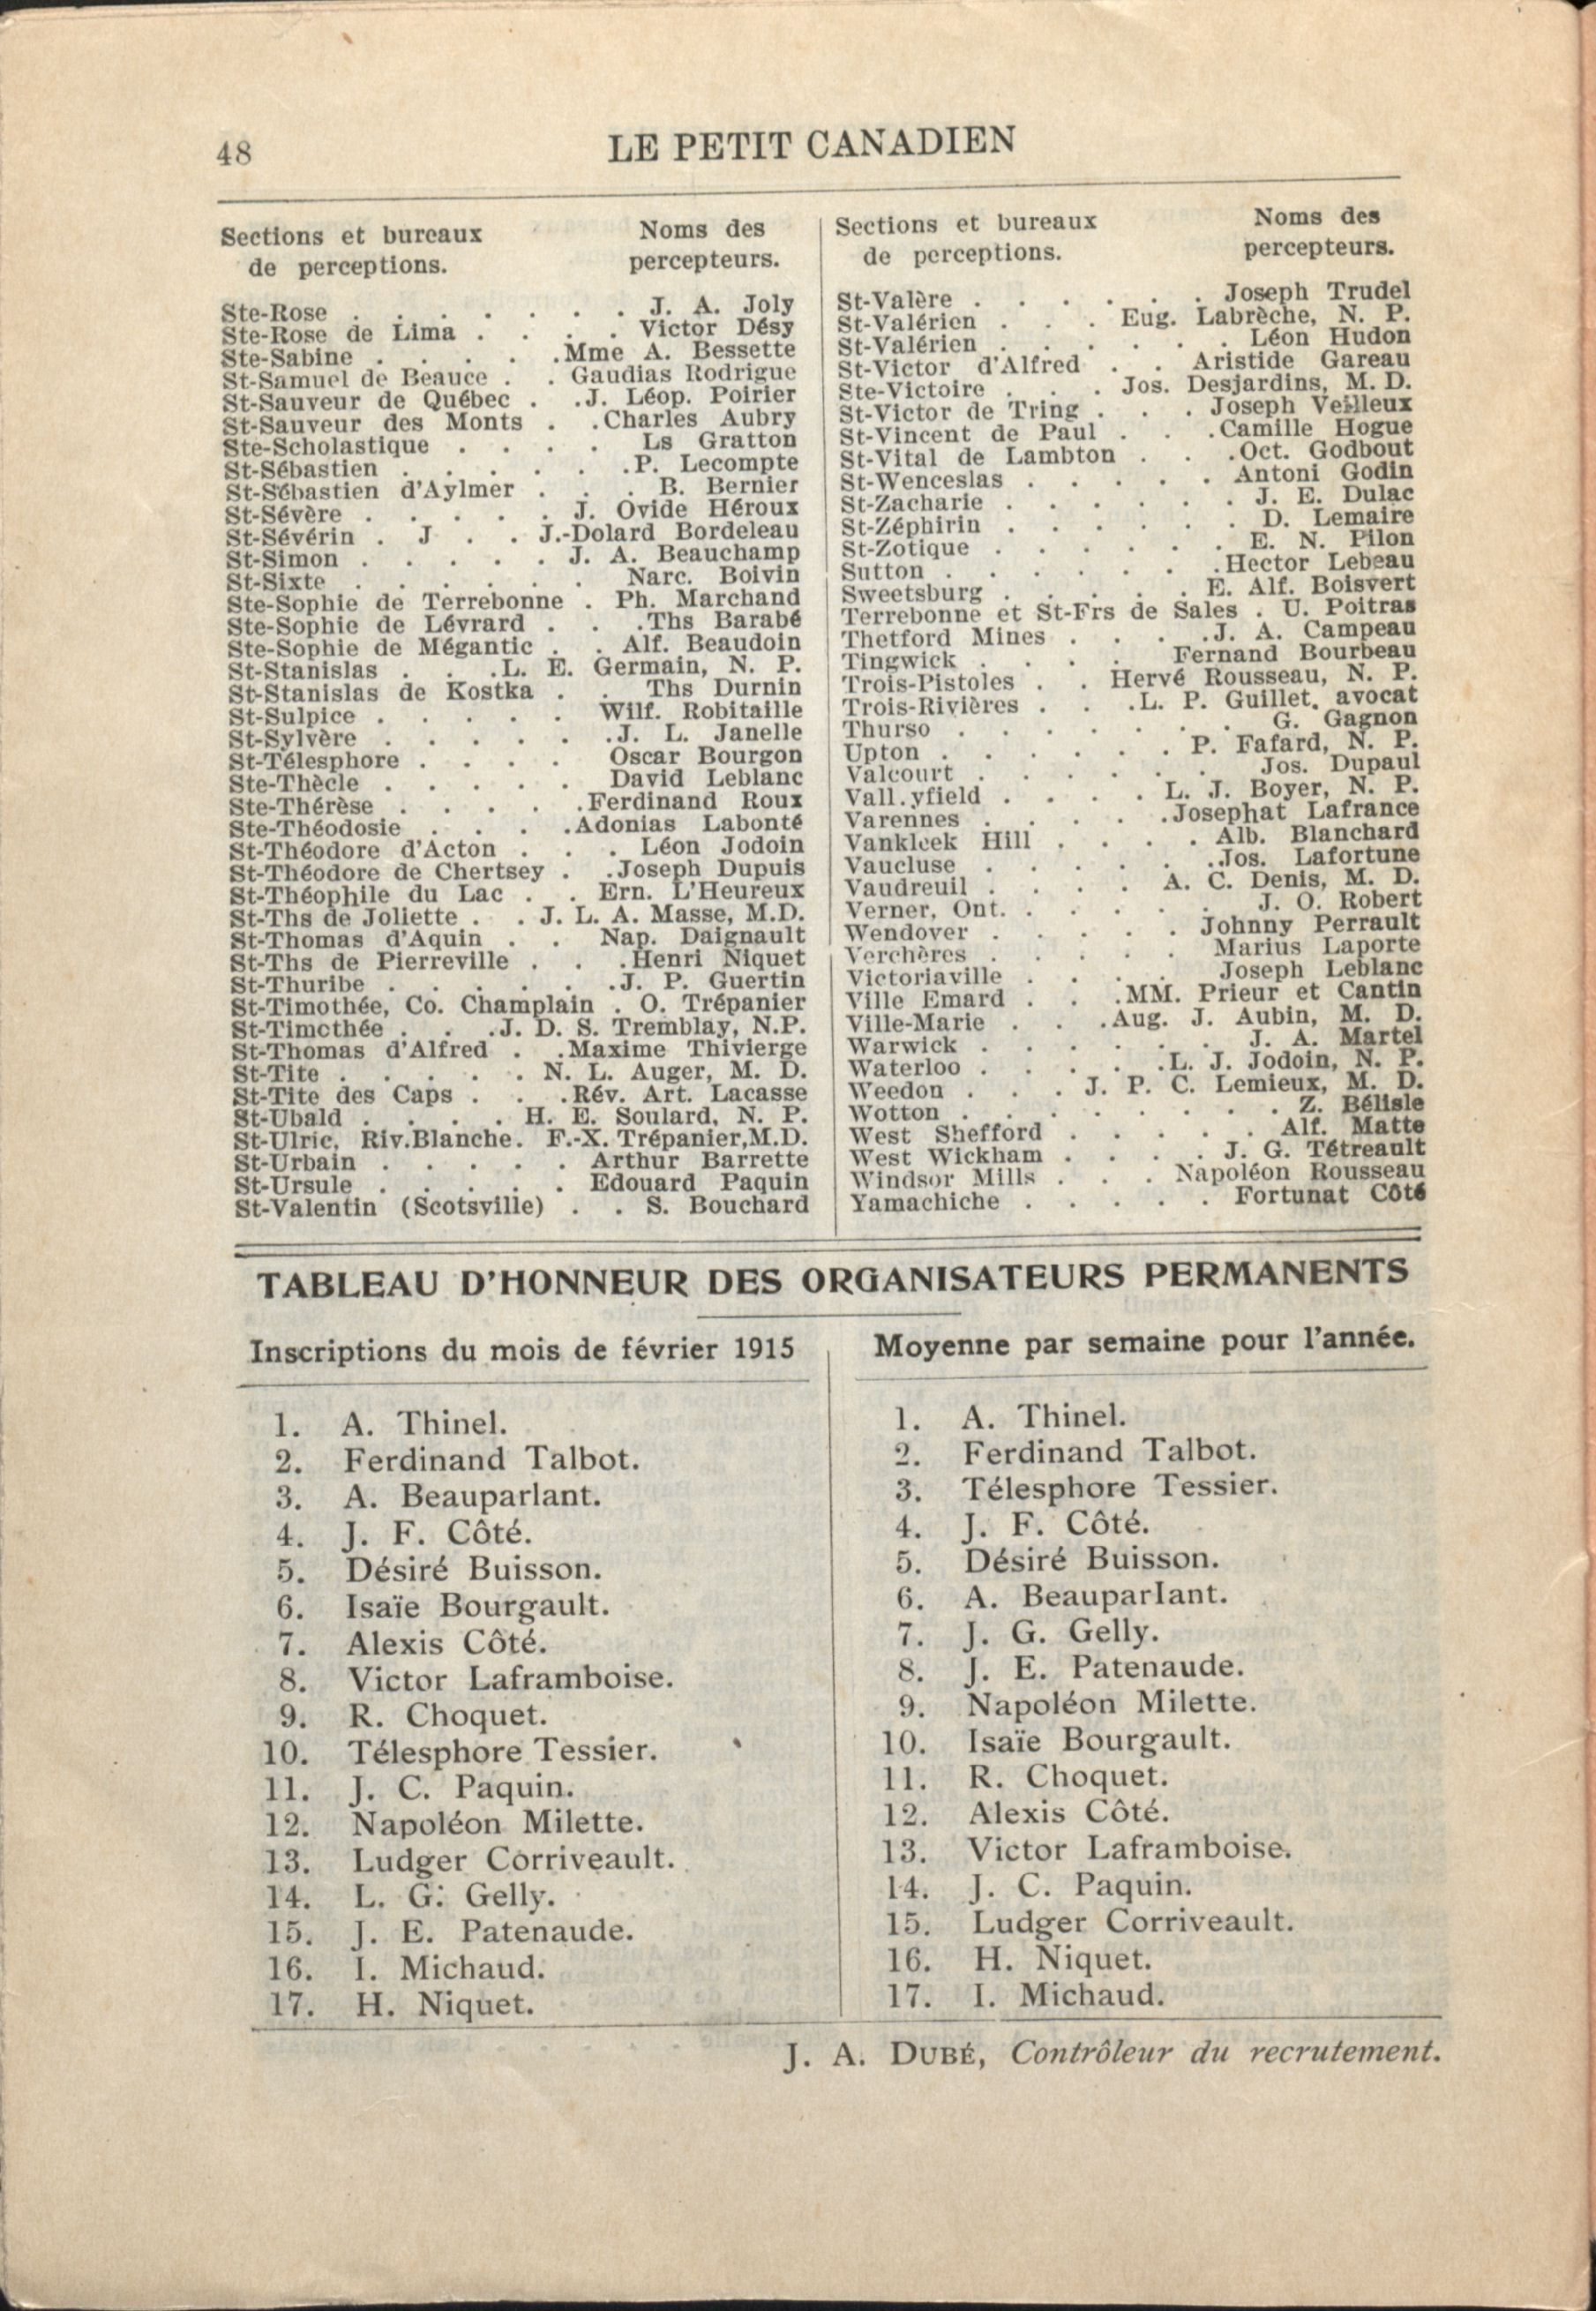 48
LE PETIT CANADIEN
Sections et bureaux
de perceptions.
Noms des
percepteurs.
Ste-Rose . . . . . . . J. A. Joly
Ste-Rose de Lima . . . . Victor Désy
Ste-Sabine . . . . . Mme A. Bessette
St-Samuel de Beauce . . Gaudias Rodrigue
St-Sauveur de Québec . . J. Léop. Poirier
St-Sauveur des Monts . . Charles Aubry
Ste-Scholastique . . . . Ls Gratton
St-Sébastien . . . . . . P. Lecompte
St-Sébastien d'Aylmer . . . B. Bernier
St-Sévère . . . . . J. Ovide Héroux
St-Sévérin . J . . J.-Dolard Bordeleau
St-Simon . . . . . J. A. Beauchamp
St-Sixte . . . . . . Narc. Boivin
Ste-Sophie de Terrebonne . Ph. Marchand
Ste-Sophie de Lévrard . . . Ths Barabé
Ste-Sophie de Mégantic . . Alf. Beaudoin
St-Stanislas . . . L. E. Germain, N. P.
St-Stanislas de Kostka . . Ths Durnin
St-Sulpice . . . . . Wilf. Robitaille
St-Sylvère . . . . . . J. L. Janelle
St-Télesphore . . . . Oscar Bourgon
Ste-Thècle . . . . . David Leblanc
Ste-Thérèse . . . . . Ferdinand Roux
Ste-Théodosie . . . . Adonias Labonté
St-Théodore d'Acton . . . Léon Jodoin
St-Théodore de Chertsey . . Joseph Dupuis
St-Théophile du Lac . . Ern. L'Heureux
St-Ths de Joliette . . J. L. A. Masse, M.D.
St-Thomas d'Aquin . . Nap. Daignault
St-Ths de Pierreville . . . Henri Niquet
St-Thuribe . . . . . . J. P. Guertin
St-Timothée, Co. Champlain . O. Trépanier
St-Timothée . . . J. D. S. Tremblay, N.P.
St-Thomas d'Alfred . . Maxime Thivierge
St-Tite . . . . . N. L. Auger, M. D.
St-Tite des Caps . . . Rév. Art. Lacasse
St-Ubald . . . . H. E. Soulard, N. P.
St-Ulric, Riv.Blanche. F.-X. Trépanier,M.D.
St-Urbain . . . . . Arthur Barrette
St-Ursule . . . . . Edouard Paquin
St-Valentin (Scotsville) . . S. Bouchard
Sections et bureaux
de perceptions.
Noms des
percepteurs.
St-Valère . . . . . . Joseph Trudel
St-Valérien . . . Eug. Labrèche, N. P.
St-Valérien . . . . . . Léon Hudon
St-Victor d'Alfred . . Aristide Gareau
Ste-Victoire . . . Jos. Desjardins, M. D.
St-Victor de Tring . . . Joseph Veilleux
St-Vincent de Paul . . . Camille Hogue
St-Vital de Lambton . . . Oct. Godbout
St-Wenceslas . . . . . Antoni Godin
St-Zacharie . . . . . . J. E. Dulac
St-Zéphirin . . . . . . D. Lemaire
St-Zotique . . . . . . E. N. Pilon
Sutton . . . . . . . Hector Lebeau
Sweetsburg . . . . . E. Alf. Boisvert
Terrebonne et St-Frs de Sales . U. Poitras
Thetford Mines . . . . J. A. Campeau
Tingwick . . . . Fernand Bourbeau
Trois-Pistoles . . Hervé Rousseau, N. P.
Trois-Rivières . . . L. P. Guillet, avocat
Thurso . . . . . . . G. Gagnon
Upton . . . . . . P. Fafard, N. P.
Valcourt . . . . . . Jos. Dupaul
Vall.yfield . . . . L. J. Boyer, N. P.
Varennes . . . . . Josephat Lafrance
Vankleek Hill . . . . Alb. Blanchard
Vaucluse . . . . . . Jos. Lafortune
Vaudreuil . . . . A. C. Denis, M. D.
Verner, Ont. . . . . . J. O. Robert
Wendover . . . . . Johnny Perrault
Verchères . . . . . Marius Laporte
Victoriaville . . . . Joseph Leblanc
Ville Emard . . . MM. Prieur et Cantin
Ville-Marie . . . Aug. J. Aubin, M. D.
Warwick . . . . . . J. A. Martel
Waterloo . . . . . L. J. Jodoin, N. P.
Weedon . . . J. P. C. Lemieux, M. D.
Wotton . . . . . . . . Z. Bélisle
West Shefford . . . . . Alf. Matte
West Wickham . . . . J. G. Tétreault
Windsor Mills . . . Napoléon Rousseau
Yamachiche . . . . . Fortunat Côté
TABLEAU D'HONNEUR DES ORGANISATEURS PERMANENTS
Inscriptions du mois de février 1915
1. A. Thinel.
2. Ferdinand Talbot.
3. A. Beauparlant.
4. J. F. Côté.
5. Désiré Buisson.
6. Isaïe Bourgault.
7. Alexis Côté.
8. Victor Laframboise.
9. R. Choquet.
10. Télesphore Tessier.
11. J. C. Paquin.
12. Napoléon Milette.
13. Ludger Corriveault.
14. L. G. Gelly.
15. J. E. Patenaude.
16. I. Michaud.
17. H. Niquet.
Moyenne par semaine pour l'année.
1. A. Thinel.
2. Ferdinand Talbot.
3. Télesphore Tessier.
4. J. F. Côté.
5. Désiré Buisson.
6. A. Beauparlant.
7. J. G. Gelly.
8. J. E. Patenaude.
9. Napoléon Milette.
10. Isaïe Bourgault.
11. R. Choquet.
12. Alexis Côté.
13. Victor Laframboise.
14. J. C. Paquin.
15. Ludger Corriveault.
16. H. Niquet.
17. I. Michaud.
J. A. DUBÉ, Contrôleur du recrutement.